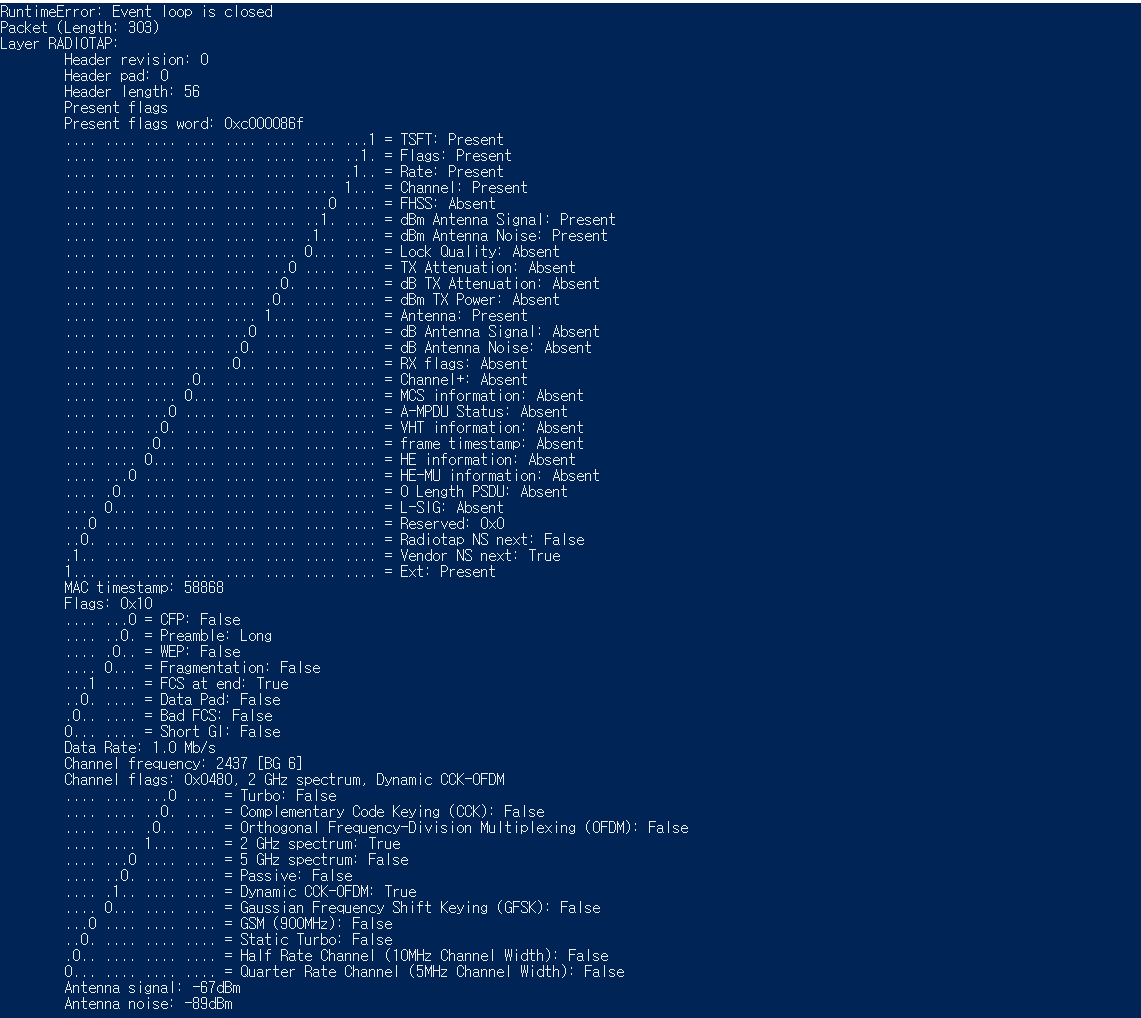 RuntimeError: Event loop is closed
Packet (Length: 303)
Layer RADIOTAP:
Header revision: 0
Header pad: 0
Header length: 56
Present flags
Present flags word: 0xc000086f
.... .... .... .... .... .... .... ...1 = TSFT: Present
.... .... .... .... .... .... .... ..1. = Flags: Present
.... .... .... .... .... .... .... .1.. = Rate: Present
.... .... .... .... .... .... .... 1... = Channel: Present
.... .... .... .... .... .... ...0 .... = FHSS: Absent
.... .... .... .... .... .... ..1. .... = dBm Antenna Signal: Present
.... .... .... .... .... .... .1.. .... = dBm Antenna Noise: Present
.... .... .... .... .... .... 0... .... = Lock Quality: Absent
.... .... .... .... .... ...0 .... .... = TX Attenuation: Absent
.... .... .... .... .... ..0. .... .... = dB TX Attenuation: Absent
.... .... .... .... .... .0.. .... .... = dBm TX Power: Absent
.... .... .... .... .... 1... .... .... = Antenna: Present
.... .... .... .... ...0 .... .... .... = dB Antenna Signal: Absent
.... .... .... .... ..0. .... .... .... = dB Antenna Noise: Absent
.... .... .... .... .0.. .... .... .... = RX flags: Absent
.... .... .... .0.. .... .... .... .... = Channel+: Absent
.... .... .... 0... .... .... .... .... = MCS information: Absent
.... .... ...0 .... .... .... .... .... = A-MPDU Status: Absent
.... .... ..0. .... .... .... .... .... = VHT information: Absent
.... .... .0.. .... .... .... .... .... = frame timestamp: Absent
.... .... 0... .... .... .... .... .... = HE information: Absent
.... ...0 .... .... .... .... .... .... = HE-MU information: Absent
.... .0.. .... .... .... .... .... .... = 0 Length PSDU: Absent
.... 0... .... .... .... .... .... .... = L-SIG: Absent
...0 .... .... .... .... .... .... .... = Reserved: 0x0
..0. .... .... .... .... .... .... .... = Radiotap NS next: False
.1.. .... .... .... .... .... .... .... = Vendor NS next: True
1... .... .... .... .... .... .... .... = Ext: Present
MAC timestamp: 58868
Flags: 0x10
.... ...0 = CFP: False
.... ..0. = Preamble: Long
.... .0.. = WEP: False
.... 0... = Fragmentation: False
...1 .... = FCS at end: True
..0. .... = Data Pad: False
.0.. .... = Bad FCS: False
0... .... = Short GI: False
Data Rate: 1.0 Mb/s
Channel frequency: 2437 [BG 6]
Channel flags: 0x0480, 2 GHz spectrum, Dynamic CCK-OFDM
.... .... ...0 .... = Turbo: False
.... .... ..0. .... = Complementary Code Keying (CCK): False
.... .... .0.. .... = Orthogonal Frequency-Division Multiplexing (OFDM): False
.... .... 1... .... = 2 GHz spectrum: True
.... ...0 .... .... = 5 GHz spectrum: False
.... ..0. .... .... = Passive: False
.... .1.. .... .... = Dynamic CCK-OFDM: True
.... 0... .... .... = Gaussian Frequency Shift Keying (GFSK): False
...0 .... .... .... = GSM (900MHz): False
..0. .... .... .... = Static Turbo: False
.0.. .... .... .... = Half Rate Channel (10MHz Channel Width): False
0... .... .... .... = Quarter Rate Channel (5MHz Channel Width): False
Antenna signal: -67dBm
Antenna noise: -89dBm